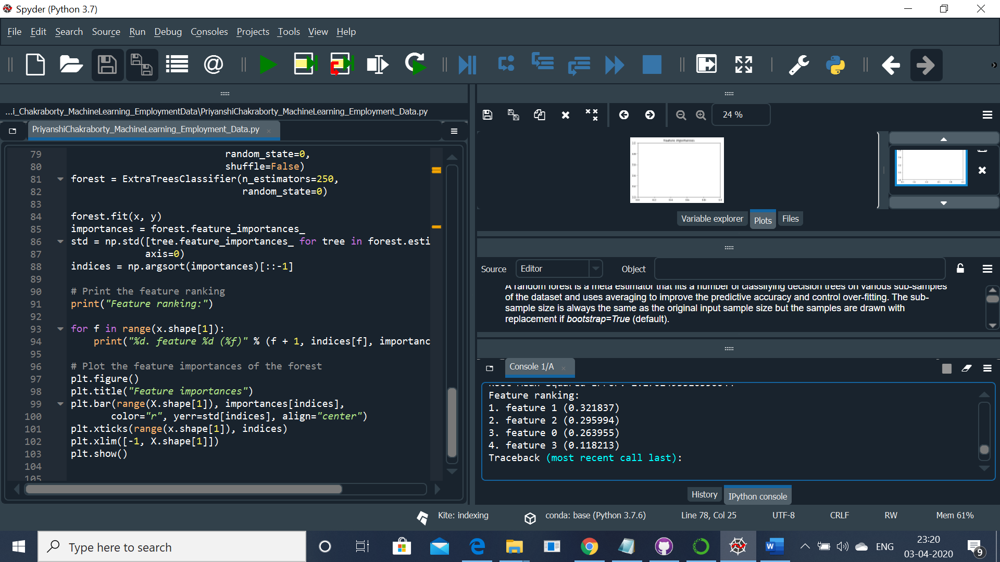 Spyder (Python 3.7)
File Edit Search Source Run Debug Consoles Projects Tools View Help
...i_Chakraborty_MachineLearning_EmploymentData\PriyanshiChakraborty_MachineLearning_Employment_Data.py
PriyanshiChakraborty_MachineLearning_Employment_Data.py
79 random_state=0,
80 shuffle=False)
81 forest = ExtraTreesClassifier(n_estimators=250,
82 random_state=0)
83
84 forest.fit(x, y)
85 importances = forest.feature_importances_
86 std = np.std([tree.feature_importances_ for tree in forest.esti
87 axis=0)
88 indices = np.argsort(importances)[::-1]
89
90 # Print the feature ranking
91 print("Feature ranking:")
92
93 for f in range(x.shape[1]):
94 print("%d. feature %d (%f)" % (f + 1, indices[f], importanc
95
96 # Plot the feature importances of the forest
97 plt.figure()
98 plt.title("Feature importances")
99 plt.bar(range(X.shape[1]), importances[indices],
100 color="r", yerr=std[indices], align="center")
101 plt.xticks(range(x.shape[1]), indices)
102 plt.xlim([-1, X.shape[1]])
103 plt.show()
104
105
24 %
Feature importances
Variable explorer Plots Files
Source Editor Object
A random forest is a meta estimator that fits a number of classifying decision trees on various sub-samples
of the dataset and uses averaging to improve the predictive accuracy and control over-fitting. The sub-
sample size is always the same as the original input sample size but the samples are drawn with
replacement if bootstrap=True (default).
Console 1/A
Root Mean Squared Error:
Feature ranking:
1. feature 1 (0.321837)
2. feature 2 (0.295994)
3. feature 0 (0.263955)
4. feature 3 (0.118213)
Traceback (most recent call last):
History IPython console
Kite: indexing conda: base (Python 3.7.6) Line 78, Col 25 UTF-8 CRLF RW Mem 61%
Type here to search
ENG
23:20
03-04-2020
9